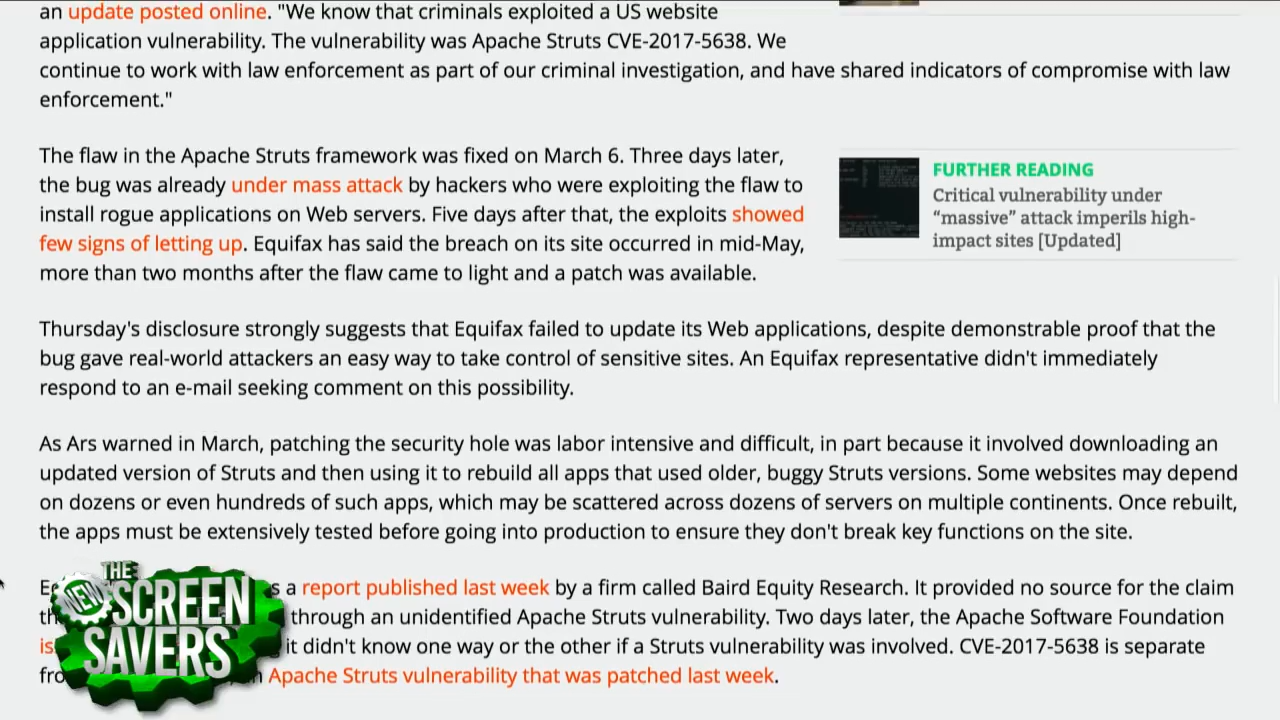 an update posted online. "We know that criminals exploited a US website
application vulnerability. The vulnerability was Apache Struts CVE-2017-5638. We
continue to work with law enforcement as part of our criminal investigation, and have shared indicators of compromise with law
enforcement."
The flaw in the Apache Struts framework was fixed on March 6. Three days later,
the bug was already under mass attack by hackers who were exploiting the flaw to
install rogue applications on Web servers. Five days after that, the exploits showed
few signs of letting up. Equifax has said the breach on its site occurred in mid-May,
more than two months after the flaw came to light and a patch was available.
FURTHER READING
Critical vulnerability under
“massive” attack imperils high-
impact sites [Updated]
Thursday's disclosure strongly suggests that Equifax failed to update its Web applications, despite demonstrable proof that the
bug gave real-world attackers an easy way to take control of sensitive sites. An Equifax representative didn't immediately
respond to an e-mail seeking comment on this possibility.
As Ars warned in March, patching the security hole was labor intensive and difficult, in part because it involved downloading an
updated version of Struts and then using it to rebuild all apps that used older, buggy Struts versions. Some websites may depend
on dozens or even hundreds of such apps, which may be scattered across dozens of servers on multiple continents. Once rebuilt,
the apps must be extensively tested before going into production to ensure they don't break key functions on the site.
a report published last week by a firm called Baird Equity Research. It provided no source for the claim
through an unidentified Apache Struts vulnerability. Two days later, the Apache Software Foundation
it didn't know one way or the other if a Struts vulnerability was involved. CVE-2017-5638 is separate
Apache Struts vulnerability that was patched last week.
THE
NEW SCREEN
SAVERS